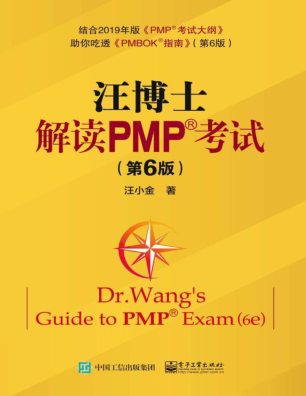 结合2019年版《PMP®考试大纲》
助你吃透《PMBOK®指南》（第6版）
汪博士
解读PMP®考试
（第6版）
汪小金 著
Dr.Wang's
Guide to PMP® Exam (6e)
中国工信出版集团
电子工业出版社